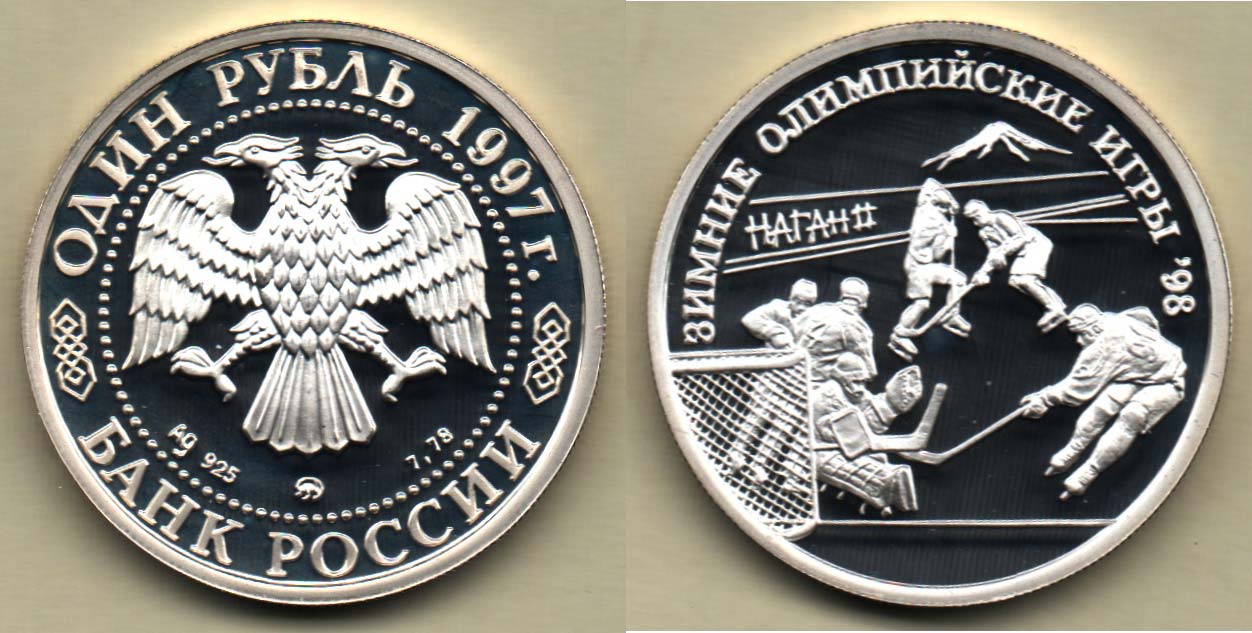 ОДИН РУБЛЬ 1997 г.
Ag 925
7,78
БАНК РОССИИ
ЗИМНИЕ ОЛИМПИЙСКИЕ ИГРЫ '98
НАГАНО